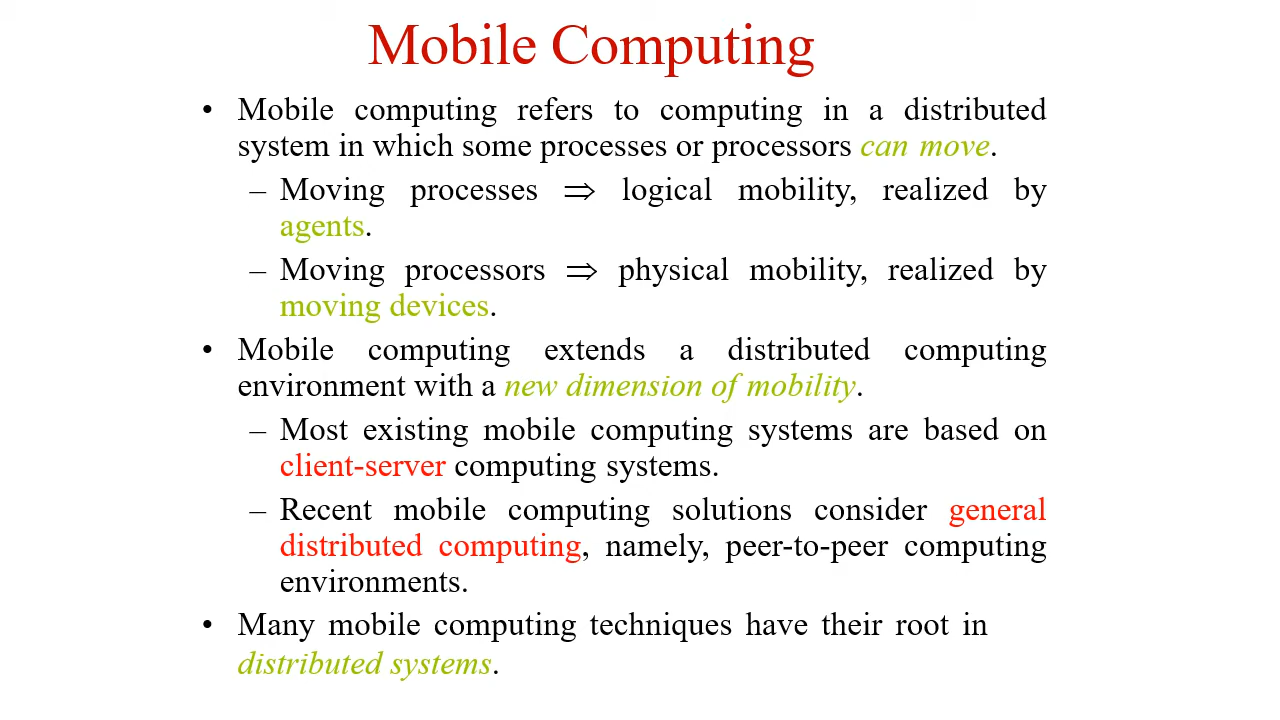 Mobile Computing
• Mobile computing refers to computing in a distributed
system in which some processes or processors can move.
– Moving processes ⇒ logical mobility, realized by
agents.
– Moving processors ⇒ physical mobility, realized by
moving devices.
• Mobile computing extends a distributed computing
environment with a new dimension of mobility.
– Most existing mobile computing systems are based on
client-server computing systems.
– Recent mobile computing solutions consider general
distributed computing, namely, peer-to-peer computing
environments.
• Many mobile computing techniques have their root in
distributed systems.